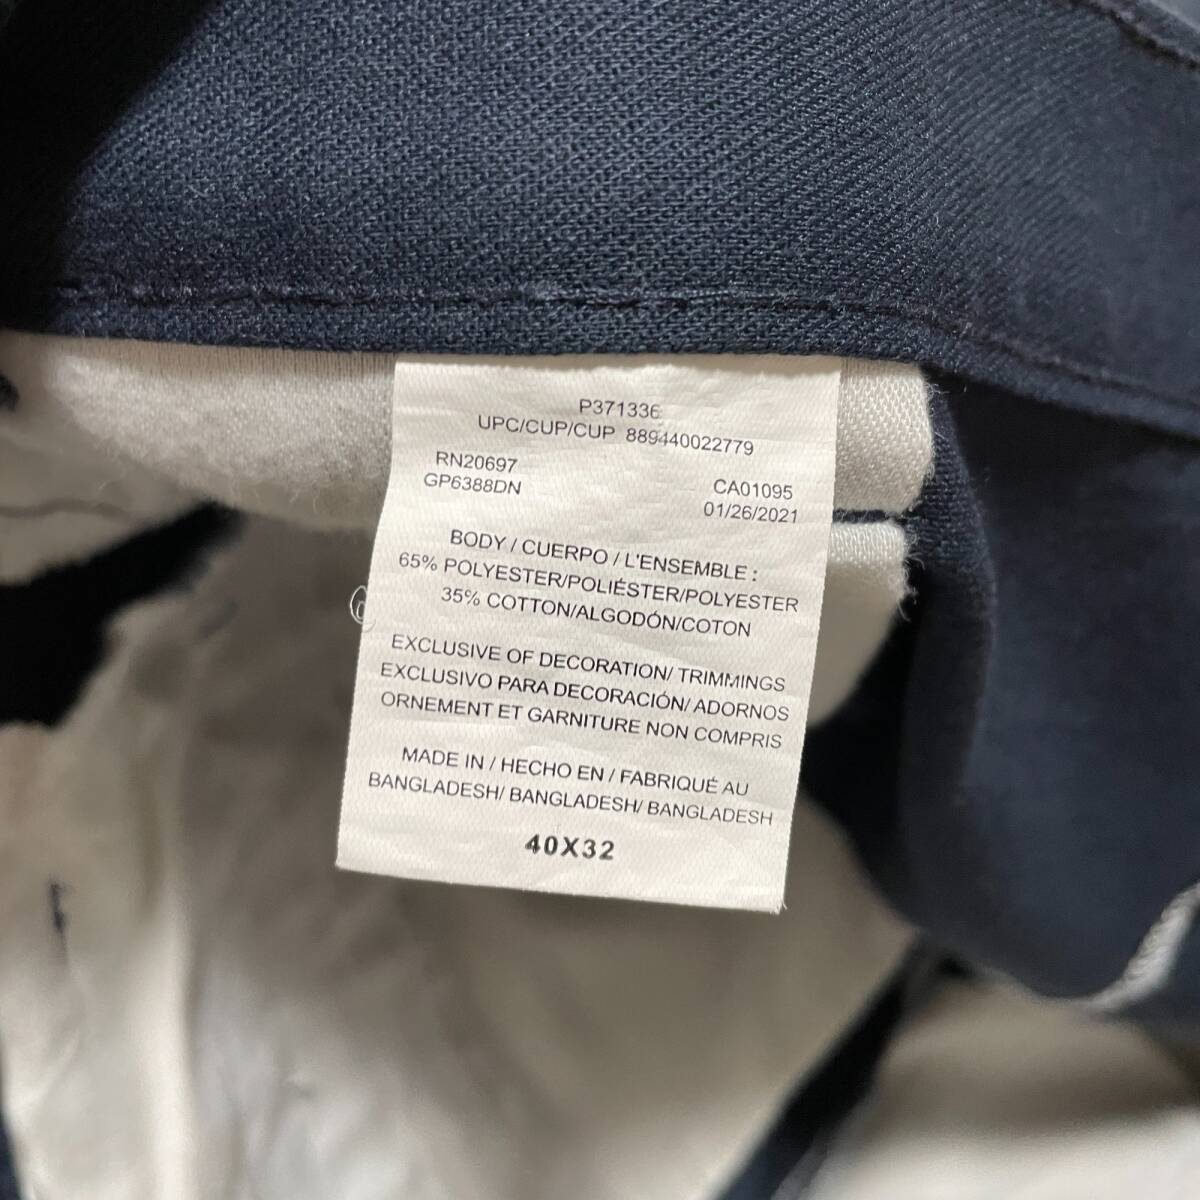 P371336
UPC/CUP/CUP 889440022779
RN20697
GP6388DN
CA01095
01/26/2021
BODY / CUERPO / L'ENSEMBLE :
65% POLYESTER/POLIÉSTER/POLYESTER
35% COTTON/ALGODÓN/COTON
EXCLUSIVE OF DECORATION/ TRIMMINGS
EXCLUSIVO PARA DECORACIÓN/ ADORNOS
ORNEMENT ET GARNITURE NON COMPRIS
MADE IN / HECHO EN / FABRIQUÉ AU
BANGLADESH/ BANGLADESH/ BANGLADESH
40X32